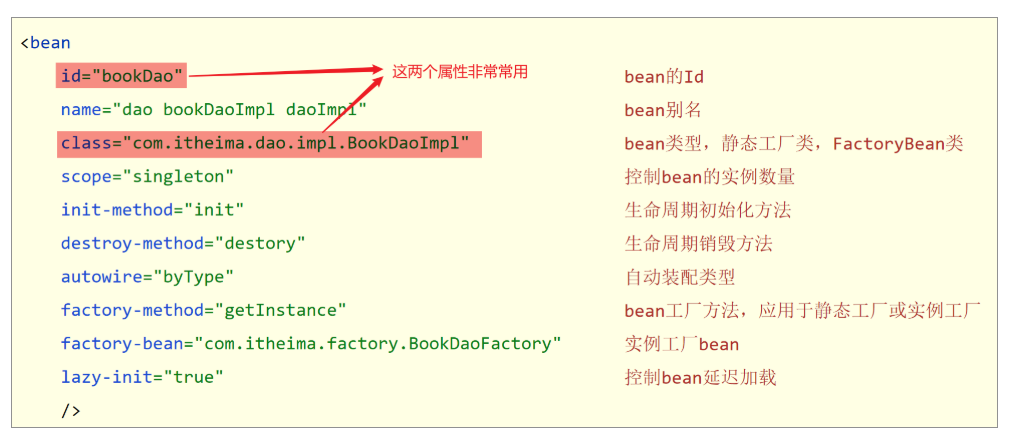 <bean
id="bookDao" 这两个属性非常常用 bean的Id
name="dao bookDaoImpl daoImpl" bean别名
class="com.itheima.dao.impl.BookDaoImpl" bean类型，静态工厂类，FactoryBean类
scope="singleton" 控制bean的实例数量
init-method="init" 生命周期初始化方法
destroy-method="destory" 生命周期销毁方法
autowire="byType" 自动装配类型
factory-method="getInstance" bean工厂方法，应用于静态工厂或实例工厂
factory-bean="com.itheima.factory.BookDaoFactory" 实例工厂bean
lazy-init="true" 控制bean延迟加载
/>